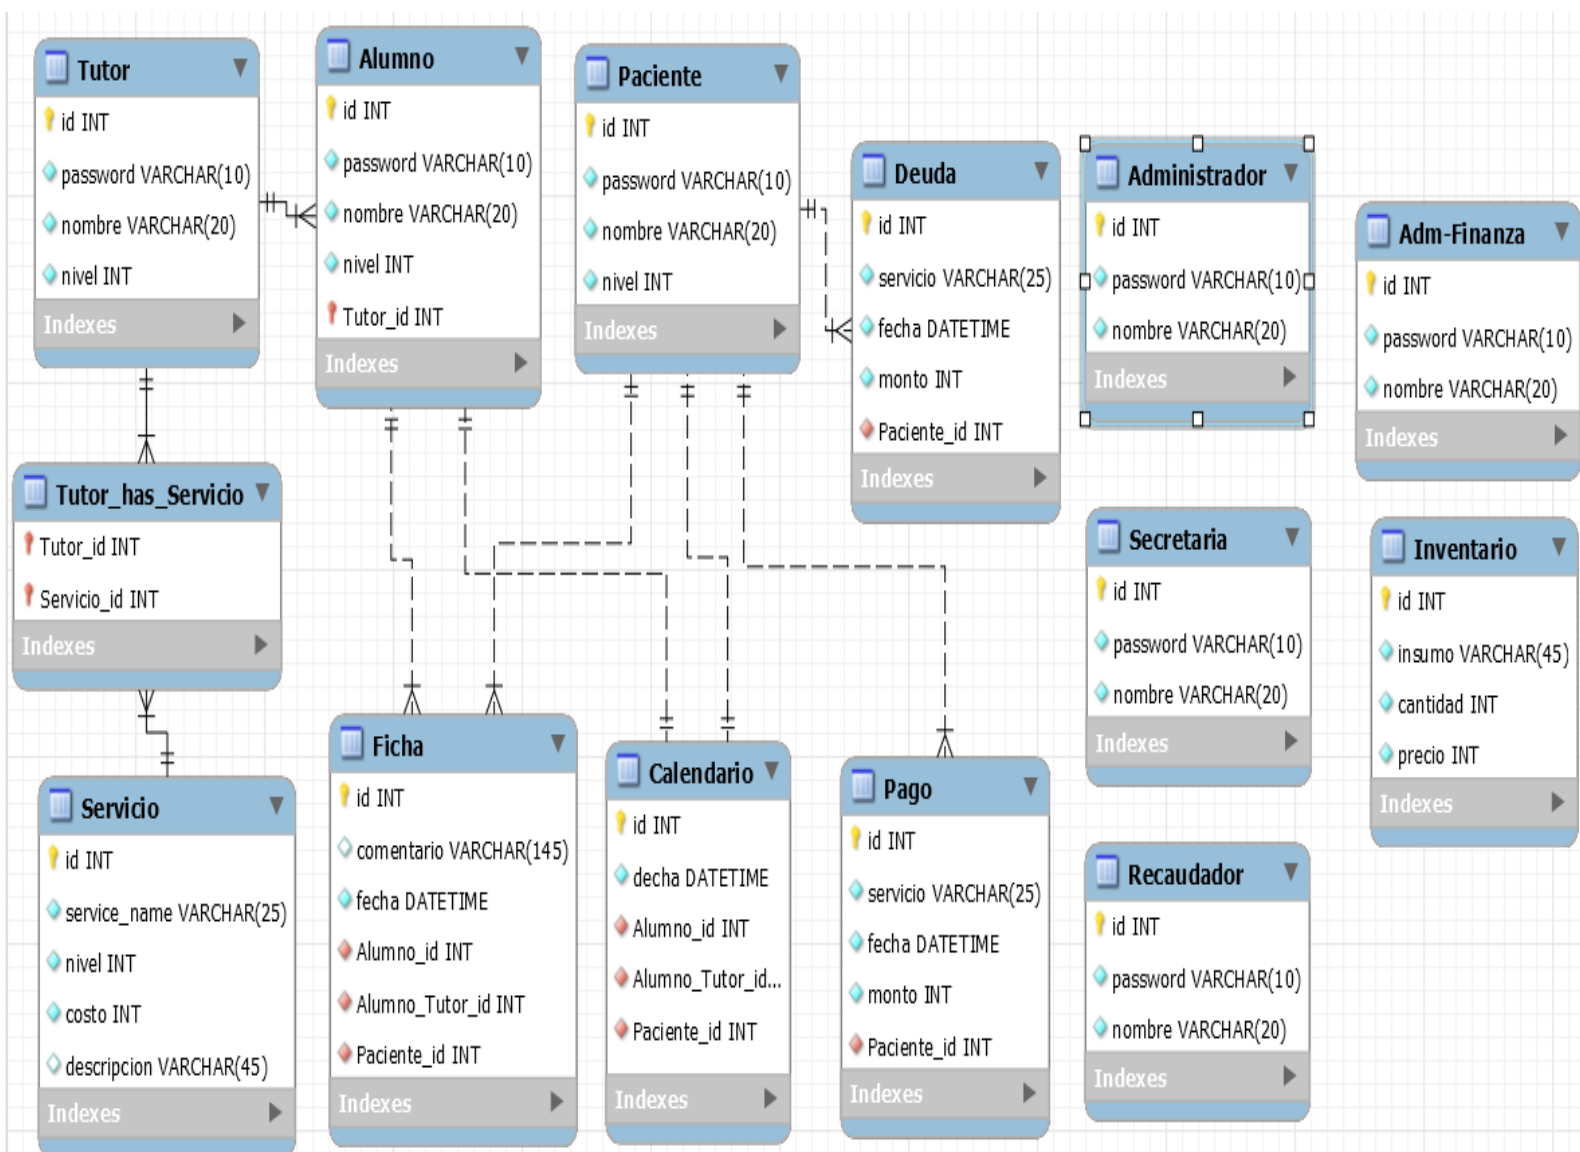 Tutor
id INT
password VARCHAR(10)
nombre VARCHAR(20)
nivel INT
Indexes
Alumno
id INT
password VARCHAR(10)
nombre VARCHAR(20)
nivel INT
Tutor_id INT
Indexes
Paciente
id INT
password VARCHAR(10)
nombre VARCHAR(20)
nivel INT
Indexes
Deuda
id INT
servicio VARCHAR(25)
fecha DATETIME
monto INT
Paciente_id INT
Indexes
Administrador
id INT
password VARCHAR(10)
nombre VARCHAR(20)
Indexes
Adm-Finanza
id INT
password VARCHAR(10)
nombre VARCHAR(20)
Indexes
Tutor_has_Servicio
Tutor_id INT
Servicio_id INT
Indexes
Secretaria
id INT
password VARCHAR(10)
nombre VARCHAR(20)
Indexes
Inventario
id INT
insumo VARCHAR(45)
cantidad INT
precio INT
Indexes
Servicio
id INT
service_name VARCHAR(25)
nivel INT
costo INT
descripcion VARCHAR(45)
Indexes
Ficha
id INT
comentario VARCHAR(145)
fecha DATETIME
Alumno_id INT
Alumno_Tutor_id INT
Paciente_id INT
Indexes
Calendario
id INT
decha DATETIME
Alumno_id INT
Alumno_Tutor_id...
Paciente_id INT
Indexes
Pago
id INT
servicio VARCHAR(25)
fecha DATETIME
monto INT
Paciente_id INT
Indexes
Recaudador
id INT
password VARCHAR(10)
nombre VARCHAR(20)
Indexes